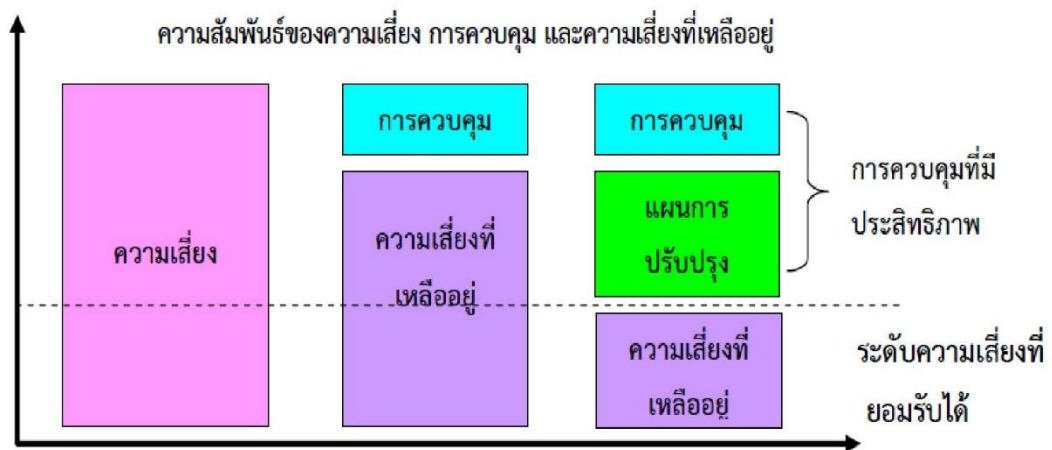 ความสัมพันธ์ของความเสี่ยง การควบคุม และความเสี่ยงที่เหลืออยู่
ความเสี่ยง
การควบคุม
ความเสี่ยงที่
เหลืออยู่
การควบคุม
แผนการ
ปรับปรุง
ความเสี่ยงที่
เหลืออยู่
การควบคุมที่มี
ประสิทธิภาพ
ระดับความเสี่ยงที่
ยอมรับได้